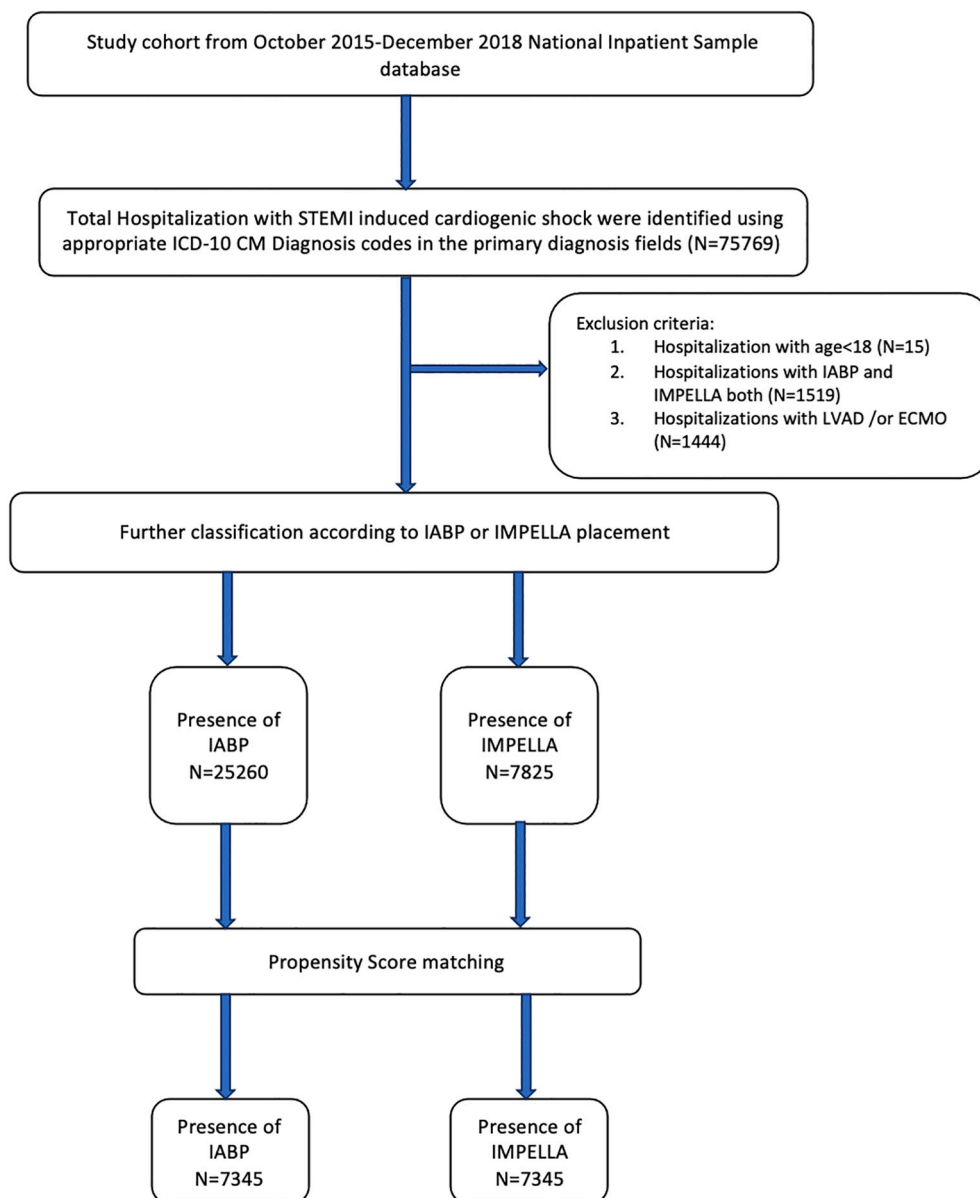 Study cohort from October 2015-December 2018 National Inpatient Sample
database
Total Hospitalization with STEMI induced cardiogenic shock were identified using
appropriate ICD-10 CM Diagnosis codes in the primary diagnosis fields (N=75769)
Exclusion criteria:
1. Hospitalization with age<18 (N=15)
2. Hospitalizations with IABP and
IMPELLA both (N=1519)
3. Hospitalizations with LVAD /or ECMO
(N=1444)
Further classification according to IABP or IMPELLA placement
Presence of
IABP
N=25260
Presence of
IMPELLA
N=7825
Propensity Score matching
Presence of
IABP
N=7345
Presence of
IMPELLA
N=7345